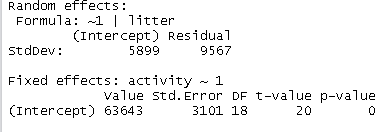 Random effects:
Formula: ~1 | litter
(Intercept) Residual
StdDev: 5899 9567
Fixed effects: activity ~ 1
Value Std.Error DF t-value p-value
(Intercept) 63643 3101 18 20 0